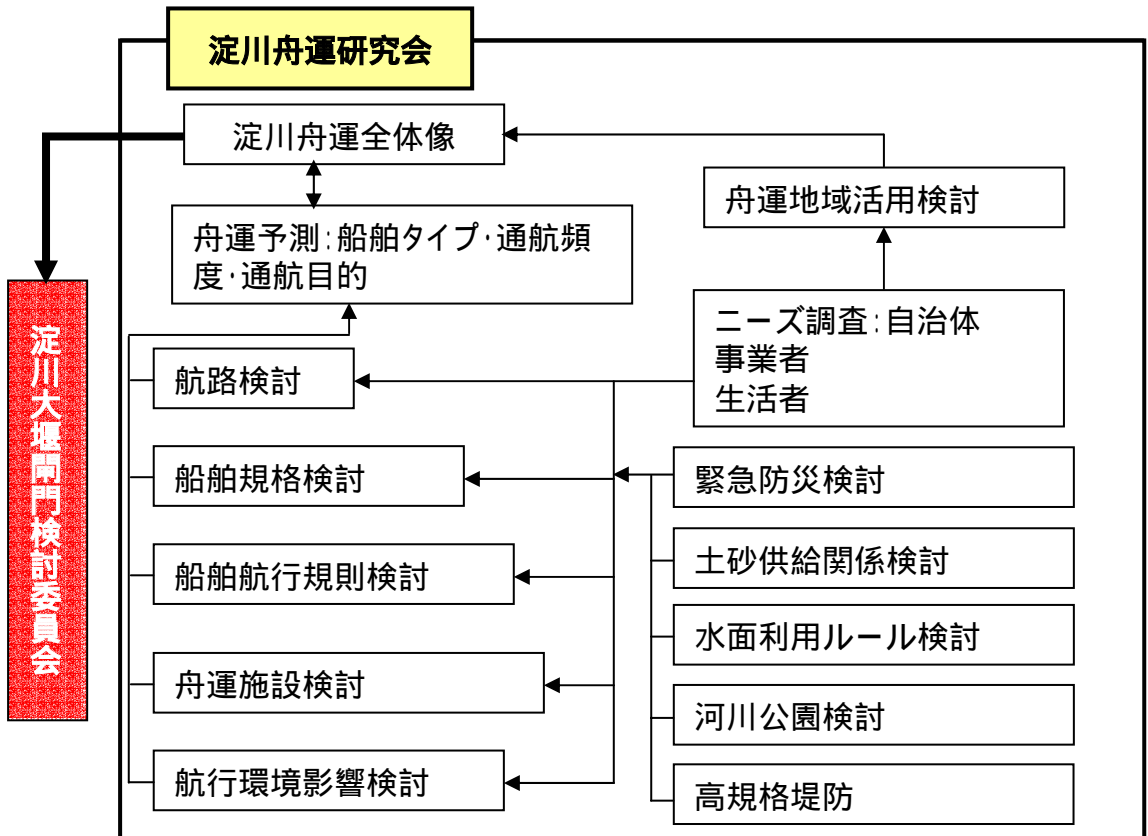 淀川舟運研究会
淀川舟運全体像
舟運地域活用検討
舟運予測:船舶タイプ・通航頻
度・通航目的
ニーズ調査:自治体
事業者
生活者
淀川大堰閘門検討委員会
航路検討
船舶規格検討
緊急防災検討
船舶航行規則検討
土砂供給関係検討
水面利用ルール検討
舟運施設検討
河川公園検討
航行環境影響検討
高規格堤防